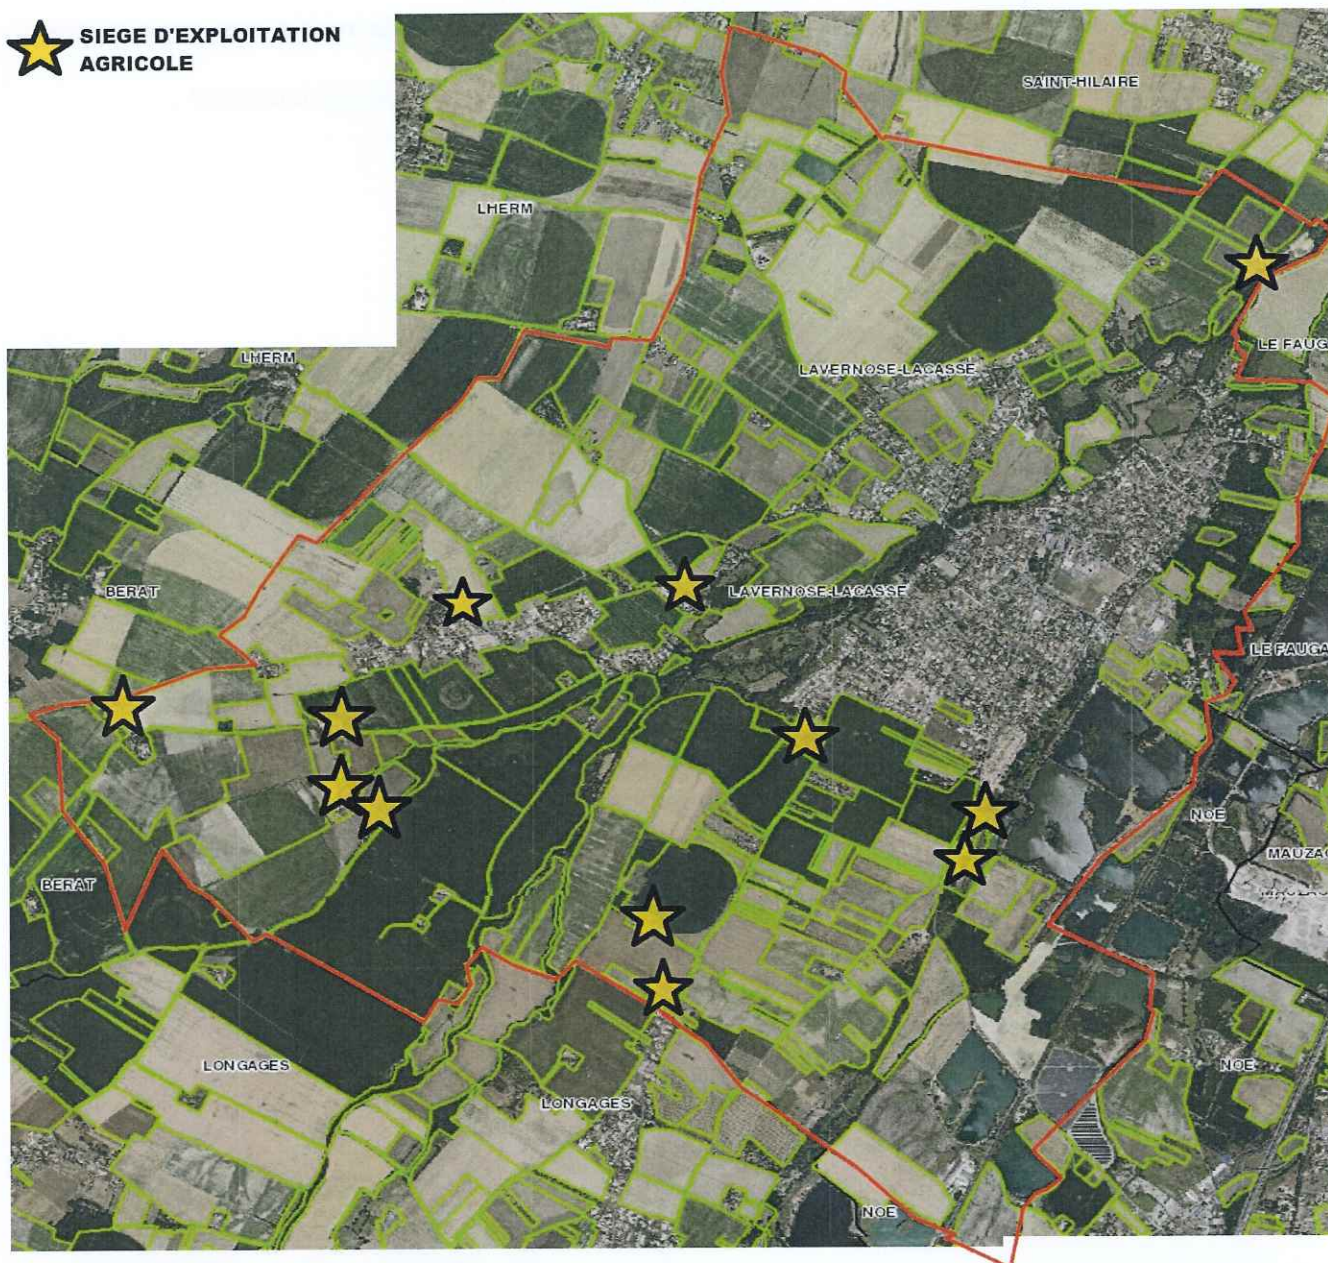 SIEGE D'EXPLOITATION
AGRICOLE
SAINT-HILAIRE
LHERM
LE FAUGA
LHERM
LAVERNOSE-LACASSE
BERAT
LAVERNOSE-LACASSE
LE FAUGA
NOE
MAUZAC
BERAT
LONGAGES
NOE
LONGAGES
NOE